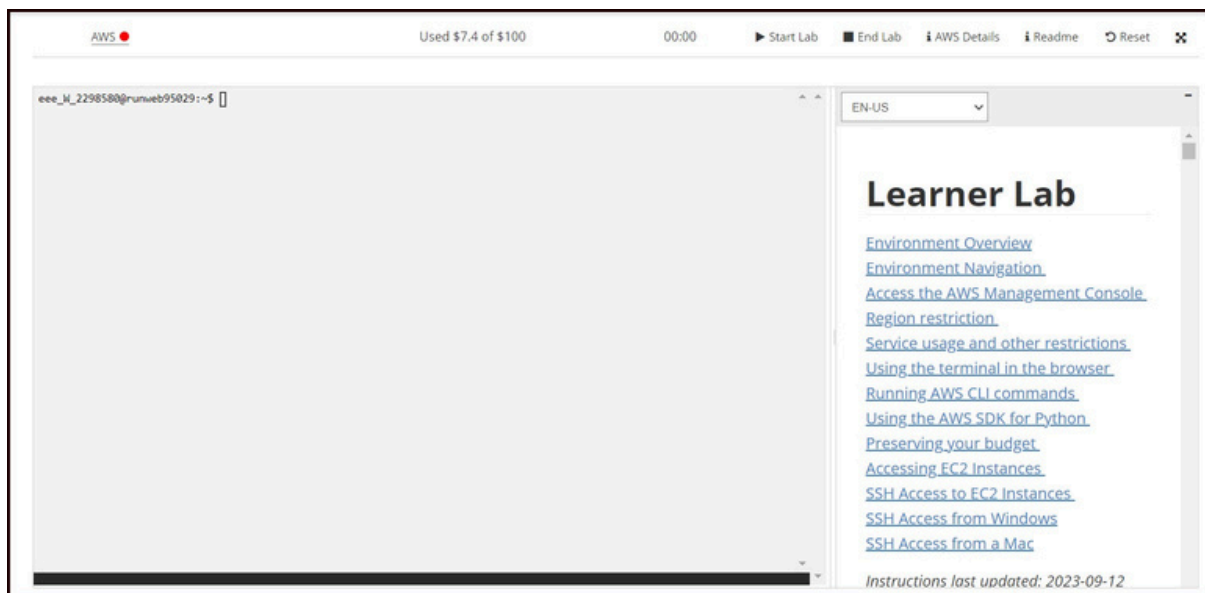 AWS Used $7.4 of $100 00:00 Start Lab End Lab AWS Details Readme Reset
eee_W_2298580@runweb95029:~$
EN-US
Learner Lab
Environment Overview
Environment Navigation
Access the AWS Management Console
Region restriction
Service usage and other restrictions
Using the terminal in the browser
Running AWS CLI commands
Using the AWS SDK for Python
Preserving your budget
Accessing EC2 Instances
SSH Access to EC2 Instances
SSH Access from Windows
SSH Access from a Mac
Instructions last updated: 2023-09-12